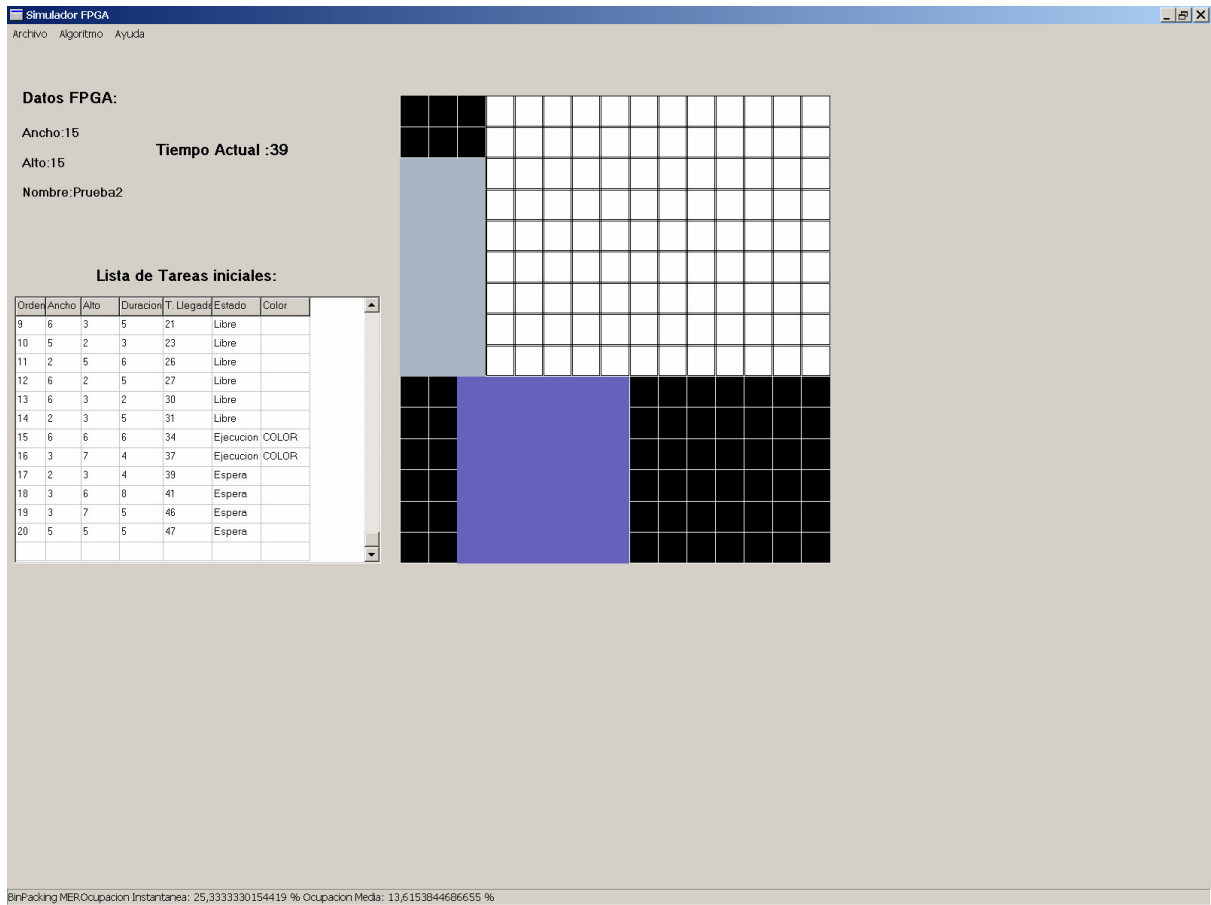 Simulador FPGA
Archivo Algoritmo Ayuda
Datos FPGA:
Ancho:15
Tiempo Actual :39
Alto:15
Nombre:Prueba2
Lista de Tareas iniciales:
Orden Ancho Alto Duracion T. Llegada Estado Color
9 6 3 5 21 Libre
10 5 2 3 23 Libre
11 2 5 6 26 Libre
12 6 2 5 27 Libre
13 6 3 2 30 Libre
14 2 3 5 31 Libre
15 6 6 6 34 Ejecucion COLOR
16 3 7 4 37 Ejecucion COLOR
17 2 3 4 39 Espera
18 3 6 8 41 Espera
19 3 7 5 46 Espera
20 5 5 5 47 Espera
BinPacking MEROcupacion Instantanea: 25,3333330154419 % Ocupacion Media: 13,6153844686655 %